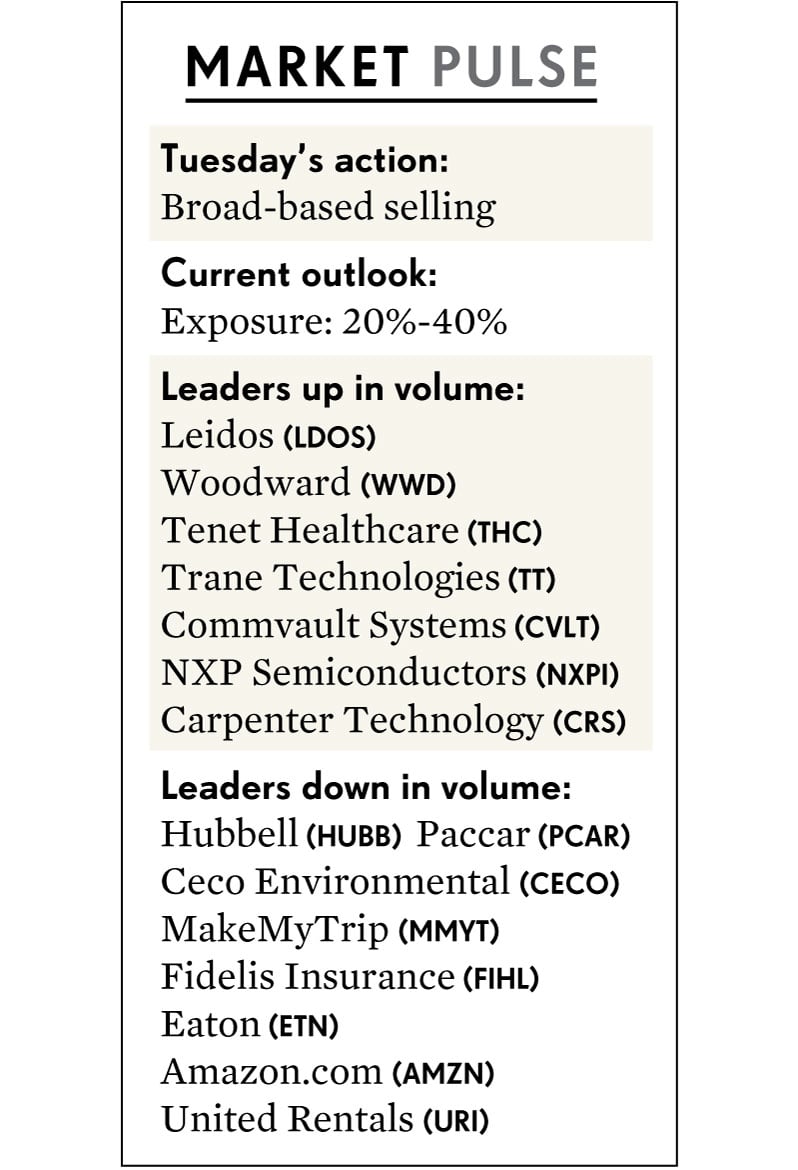 MARKET PULSE
Tuesday’s action:
Broad-based selling
Current outlook:
Exposure: 20%-40%
Leaders up in volume:
Leidos (LDOS)
Woodward (WWD)
Tenet Healthcare (THC)
Trane Technologies (TT)
Commvault Systems (CVLT)
NXP Semiconductors (NXPI)
Carpenter Technology (CRS)
Leaders down in volume:
Hubbell (HUBB) Paccar (PCAR)
Ceco Environmental (CECO)
MakeMyTrip (MMYT)
Fidelis Insurance (FIHL)
Eaton (ETN)
Amazon.com (AMZN)
United Rentals (URI)